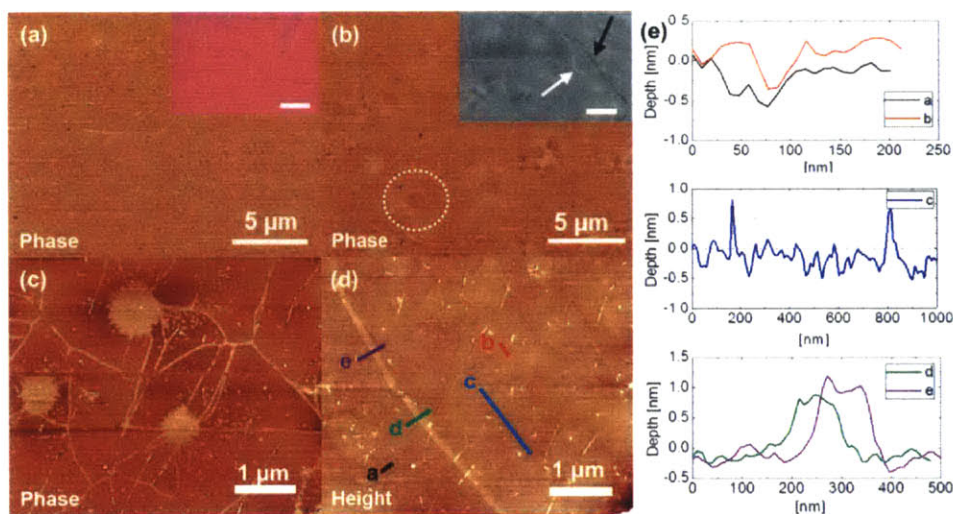 (a)
5 μm
Phase
(b)
5 μm
Phase
(c)
1 μm
Phase
(d)
e
b
c
d
a
1 μm
Height
(e)
Depth [nm]
0 5
0.0
-0.5
-1.0
0 50 100 150 200 250
[nm]
a
b
Depth [nm]
1 0
0.5
0.0
-0.5
-1 0
0 200 400 600 800 1000
[nm]
c
Depth [nm]
1.5
1.0
0.5
0.0
-0.5
0 100 200 300 400 500
[nm]
d
e